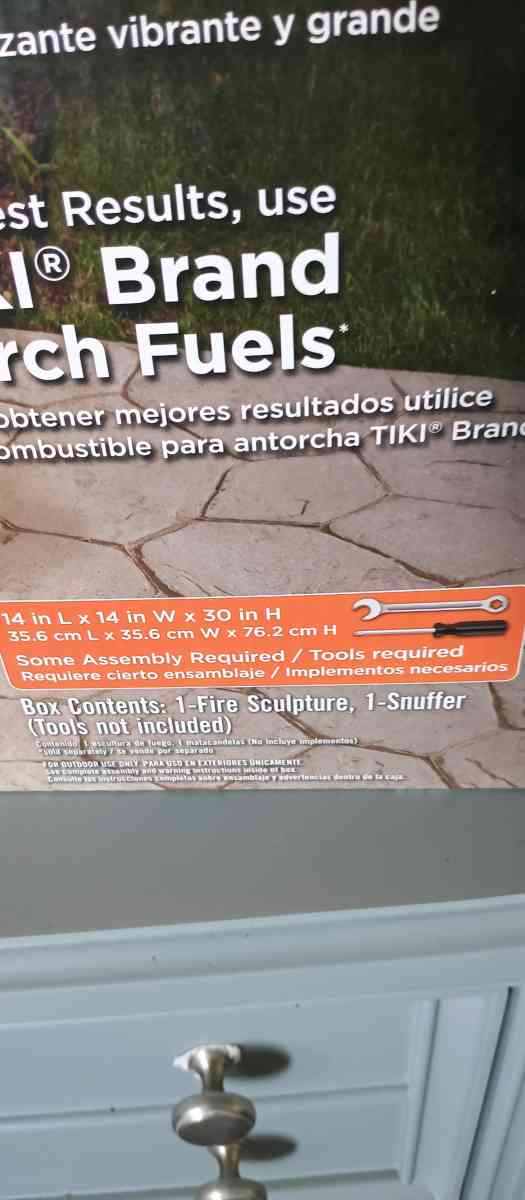 zante vibrante y grande
est Results, use
KI® Brand
rch Fuels*
obtener mejores resultados utilice
ombustible para antorcha TIKI® Brand
14 in L x 14 in W x 30 in H
35.6 cm L x 35.6 cm W x 76.2 cm H
Some Assembly Required / Tools required
Requiere cierto ensamblaje / Implementos necesarios
Box Contents: 1-Fire Sculpture, 1-Snuffer
(Tools not included)
Contenido: 1 escultura de fuego, 1 matacandelas (No incluye implementos)
*sold separately / se vende por separado
FOR OUTDOOR USE ONLY. PARA USO EN EXTERIORES ÚNICAMENTE.
See complete assembly and warning instructions inside of box.
Consulte las instrucciones completas sobre ensamblaje y advertencias dentro de la caja.